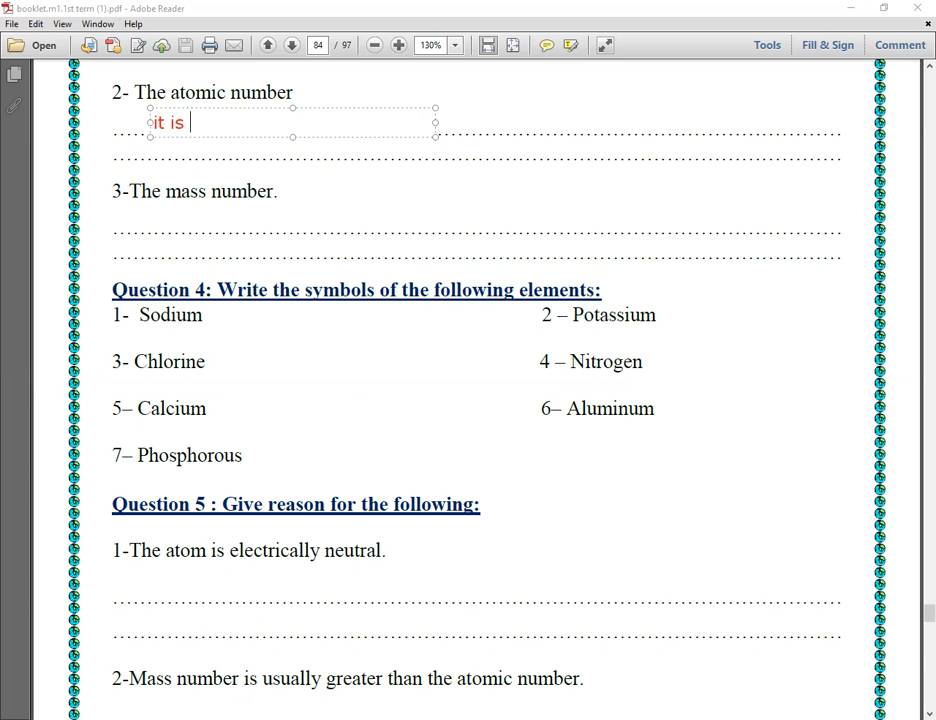 booklet.m1.1st term (1).pdf - Adobe Reader
File Edit View Window Help
Open 84 / 97 130% Tools Fill & Sign Comment
2- The atomic number
it is
3-The mass number.
Question 4: Write the symbols of the following elements:
1- Sodium 2 – Potassium
3- Chlorine 4 – Nitrogen
5– Calcium 6– Aluminum
7– Phosphorous
Question 5 : Give reason for the following:
1-The atom is electrically neutral.
2-Mass number is usually greater than the atomic number.